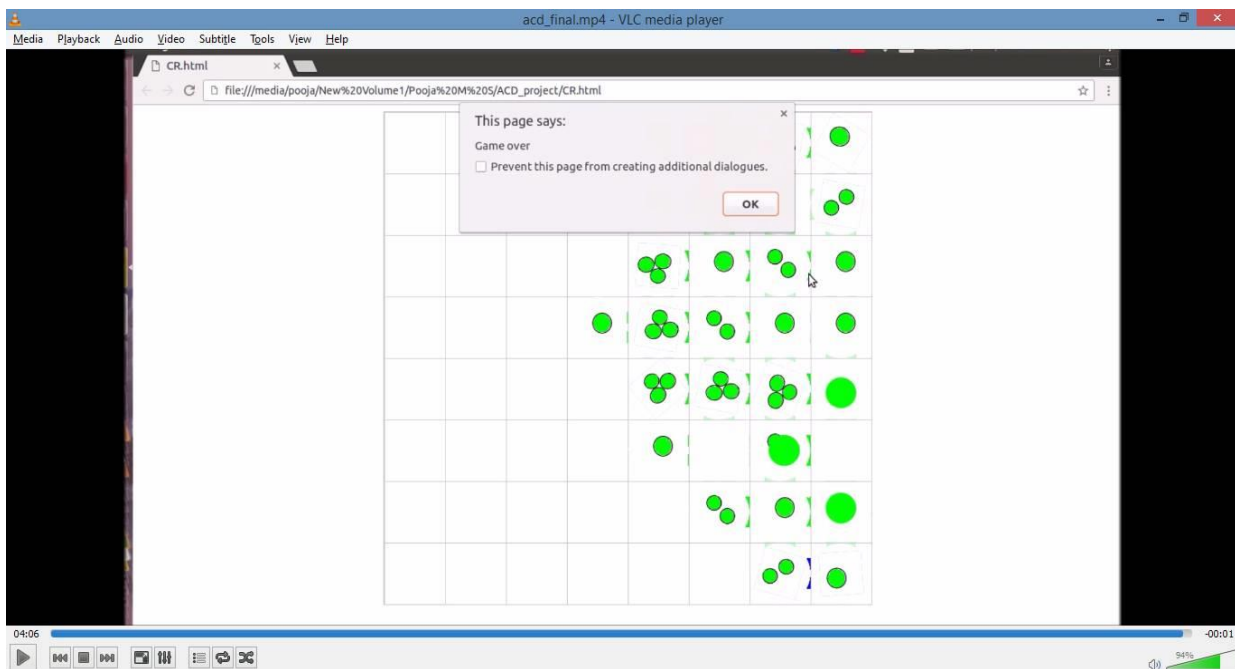 acd_final.mp4 - VLC media player
Media Playback Audio Video Subtitle Tools View Help
CR.html
file:///media/pooja/New%20Volume1/Pooja%20M%20S/ACD_project/CR.html
This page says:
Game over
Prevent this page from creating additional dialogues.
OK
04:06
-00:01
94%